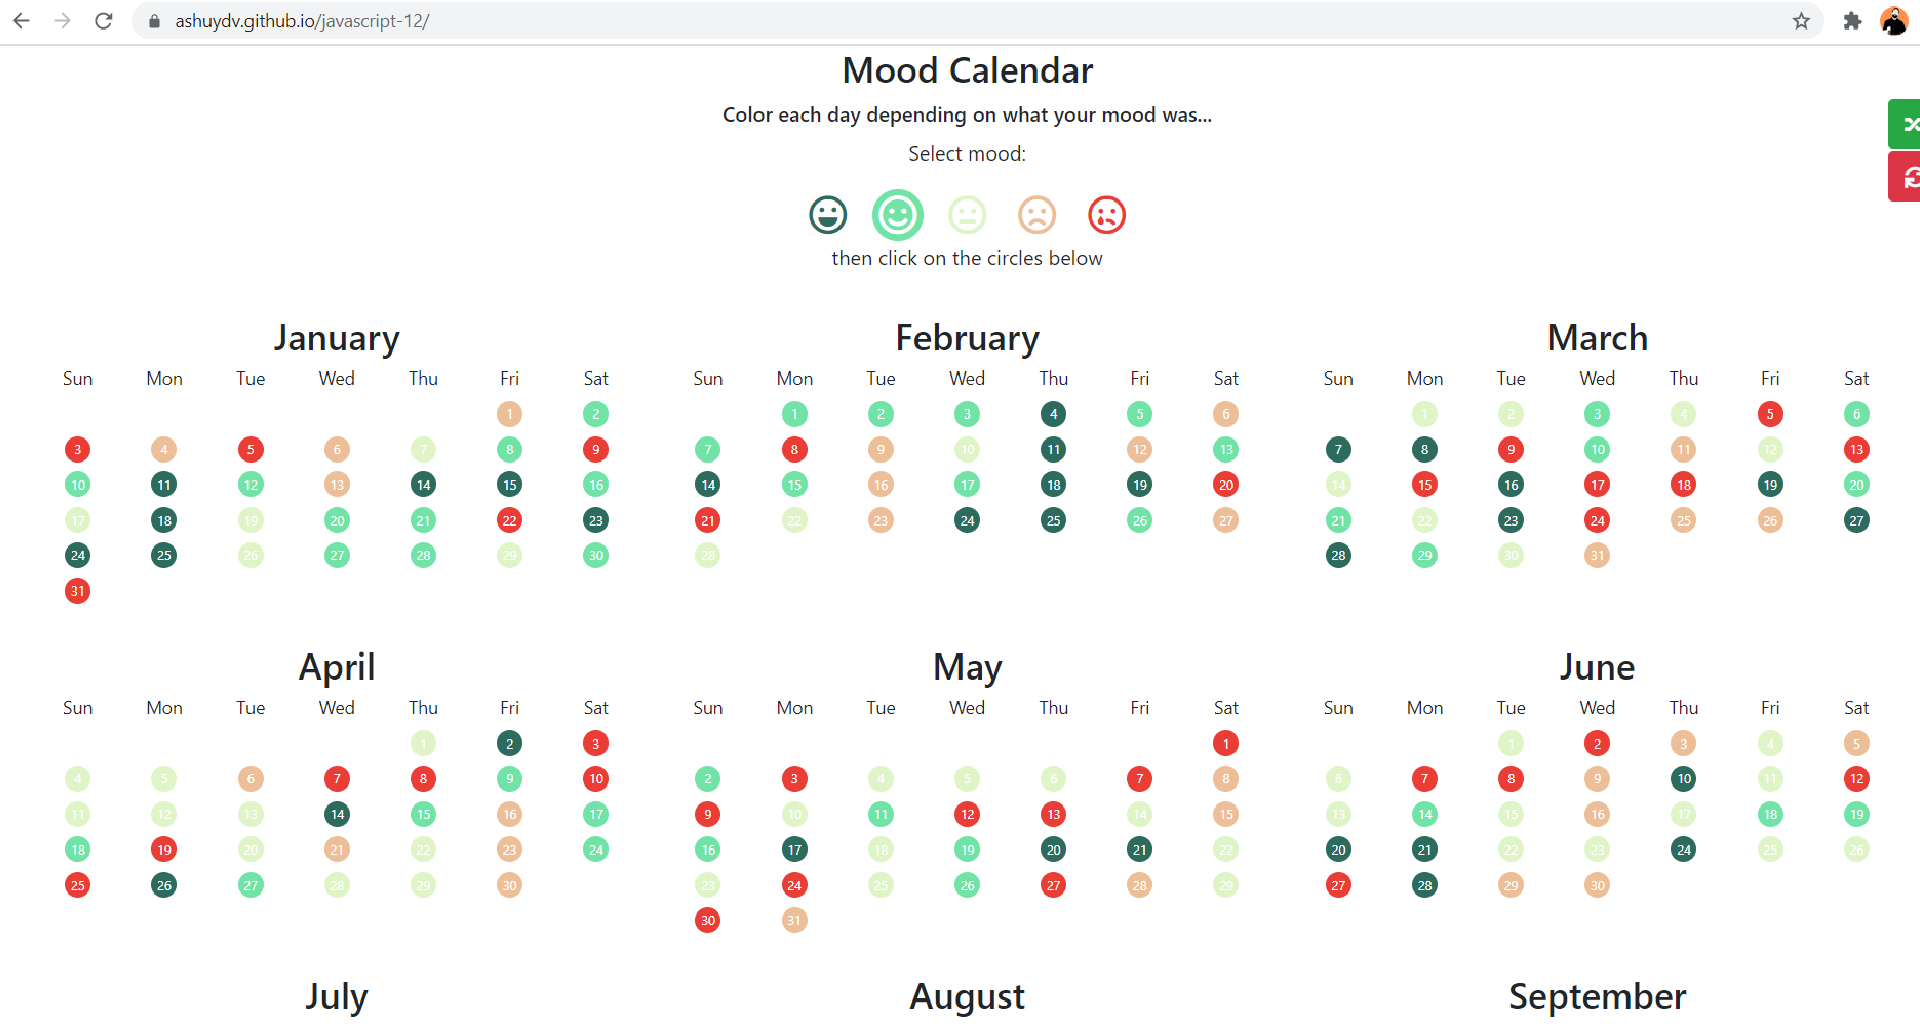 ashuydv.github.io/javascript-12/
Mood Calendar
Color each day depending on what your mood was...
Select mood:
then click on the circles below
January
Sun Mon Tue Wed Thu Fri Sat
1 2
3 4 5 6 7 8 9
10 11 12 13 14 15 16
17 18 19 20 21 22 23
24 25 26 27 28 29 30
31
February
Sun Mon Tue Wed Thu Fri Sat
1 2 3 4 5 6
7 8 9 10 11 12 13
14 15 16 17 18 19 20
21 22 23 24 25 26 27
28
March
Sun Mon Tue Wed Thu Fri Sat
1 2 3 4 5 6
7 8 9 10 11 12 13
14 15 16 17 18 19 20
21 22 23 24 25 26 27
28 29 30 31
April
Sun Mon Tue Wed Thu Fri Sat
1 2 3
4 5 6 7 8 9 10
11 12 13 14 15 16 17
18 19 20 21 22 23 24
25 26 27 28 29 30
May
Sun Mon Tue Wed Thu Fri Sat
1
2 3 4 5 6 7 8
9 10 11 12 13 14 15
16 17 18 19 20 21 22
23 24 25 26 27 28 29
30 31
June
Sun Mon Tue Wed Thu Fri Sat
1 2 3 4 5
6 7 8 9 10 11 12
13 14 15 16 17 18 19
20 21 22 23 24 25 26
27 28 29 30
July
August
September